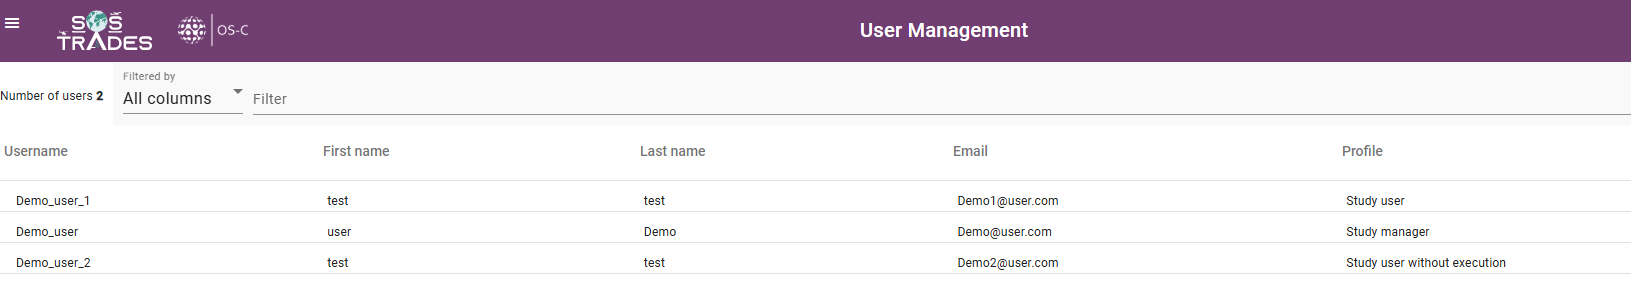 SOS TRADES OS-C User Management
Filtered by
Number of users 2 All columns Filter
Username First name Last name Email Profile
Demo_user_1 test test Demo1@user.com Study user
Demo_user user Demo Demo@user.com Study manager
Demo_user_2 test test Demo2@user.com Study user without execution